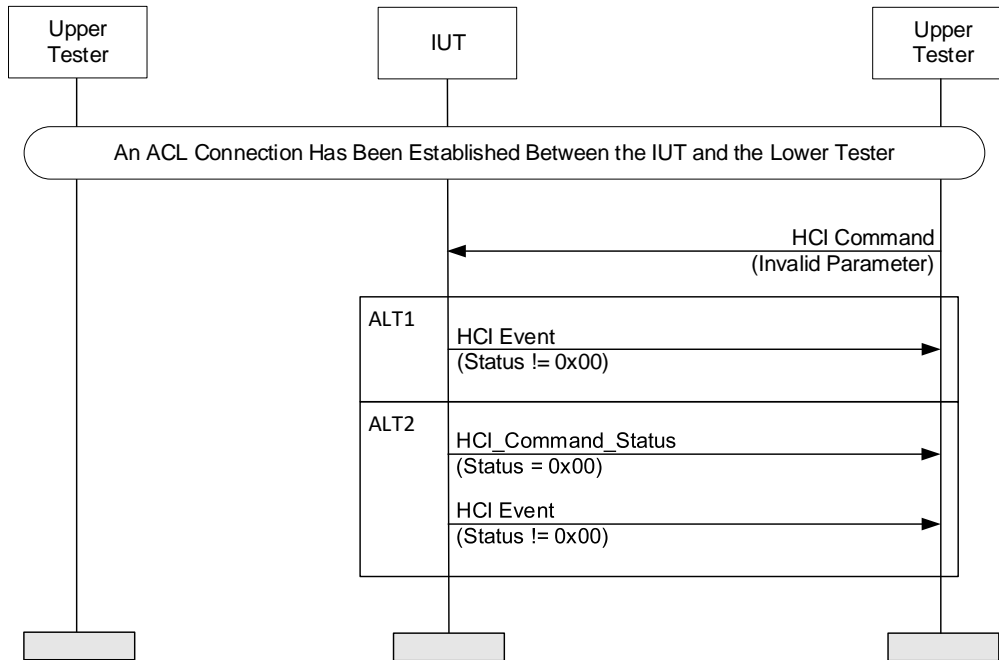 Upper
Tester
IUT
Upper
Tester
An ACL Connection Has Been Established Between the IUT and the Lower Tester
HCI Command
(Invalid Parameter)
ALT1
HCI Event
(Status != 0x00)
ALT2
HCI_Command_Status
(Status = 0x00)
HCI Event
(Status != 0x00)